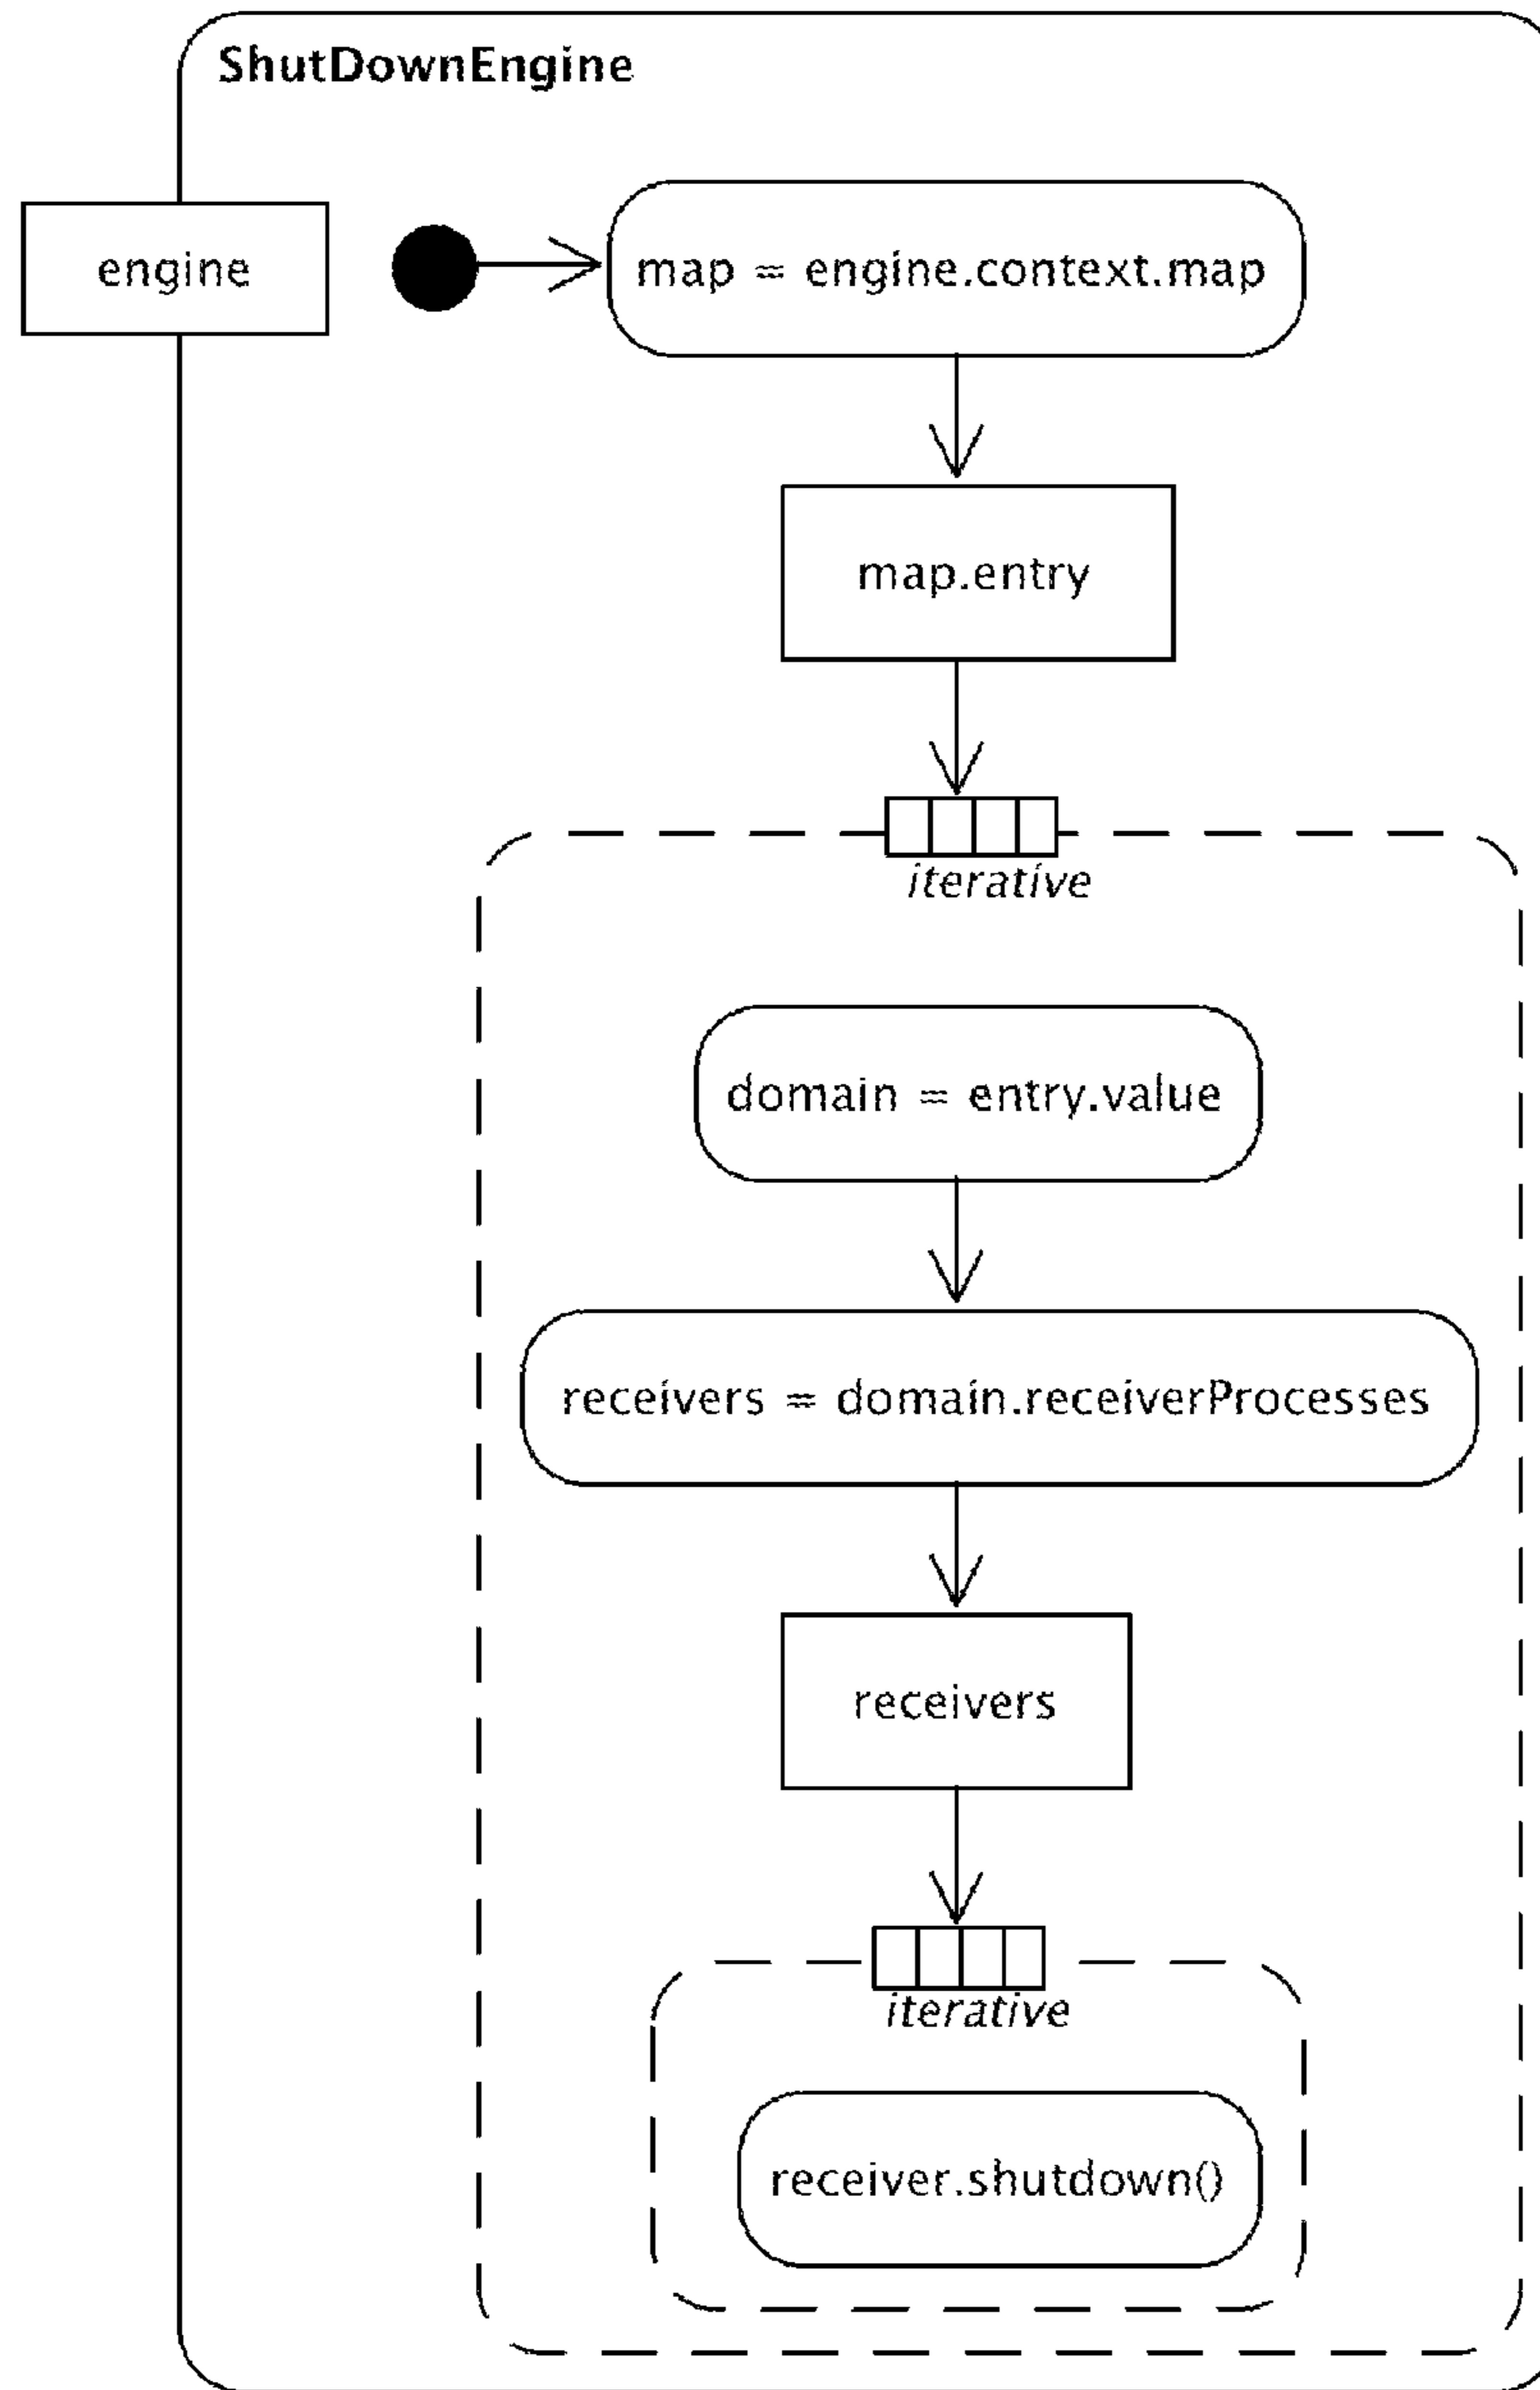 ShutDownEngine
engine
map = engine.context.map
map.entry
iterative
domain = entry.value
receivers = domain.receiverProcesses
receivers
iterative
receiver.shutdown()